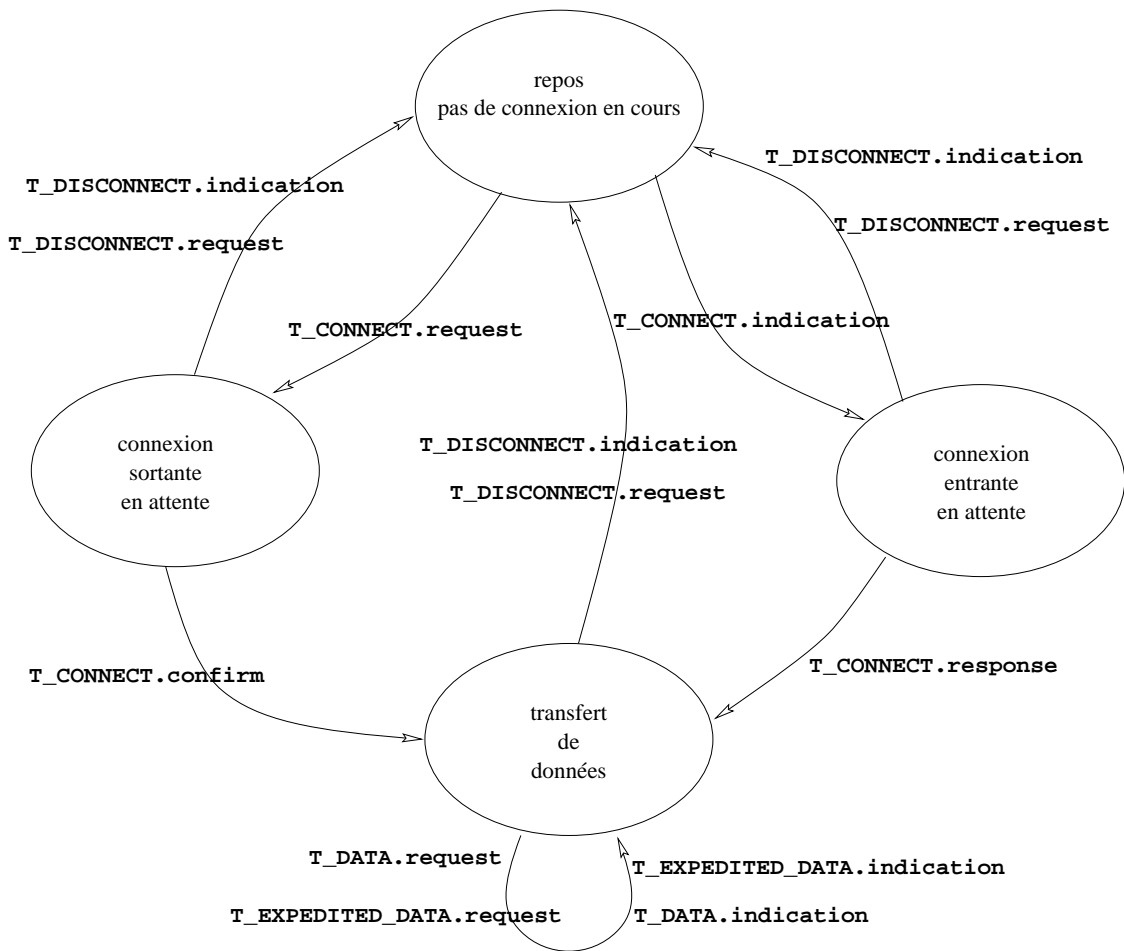 repos
pas de connexion en cours
T_DISCONNECT.indication
T_DISCONNECT.indication
T_DISCONNECT.request
T_DISCONNECT.request
T_CONNECT.request
T_CONNECT.indication
connexion
sortante
en attente
T_DISCONNECT.indication
T_DISCONNECT.request
connexion
entrante
en attente
T_CONNECT.confirm
T_CONNECT.response
transfert
de
données
T_DATA.request
T_EXPEDITED_DATA.indication
T_EXPEDITED_DATA.request
T_DATA.indication